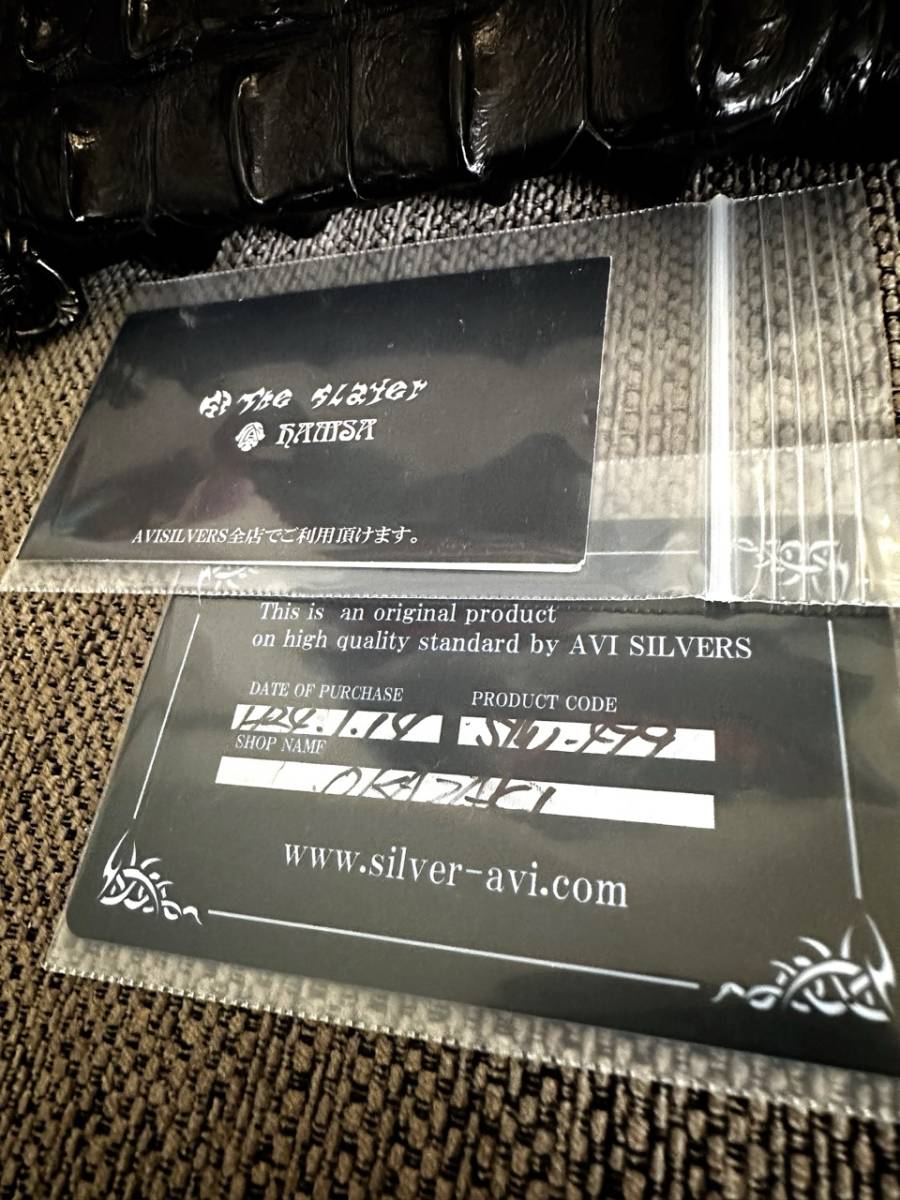 The Slayer
HAMSA
AVISILVERS全店でご利用頂けます。
This is an original product
on high quality standard by AVI SILVERS
DATE OF PURCHASE
PRODUCT CODE
SHOP NAME
OKAZAKI
www.silver-avi.com